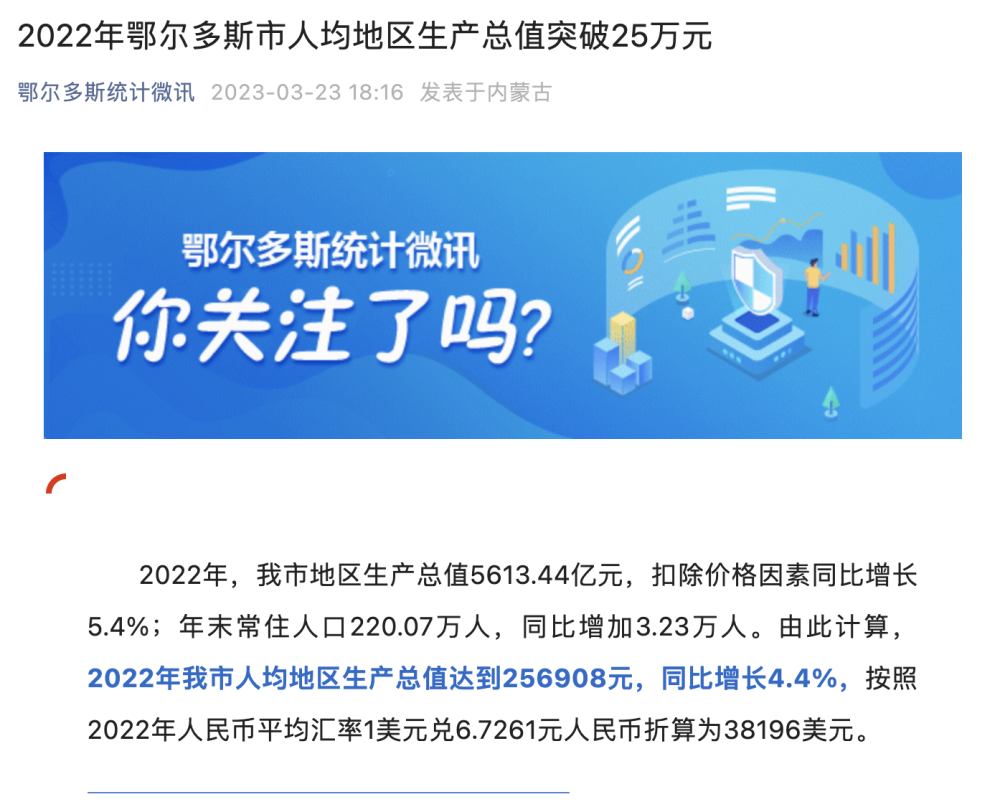 2022年鄂尔多斯市人均地区生产总值突破25万元
鄂尔多斯统计微讯 2023-03-23 18:16 发表于内蒙古
鄂尔多斯统计微讯
你关注了吗?
2022年，我市地区生产总值5613.44亿元，扣除价格因素同比增长
5.4%；年末常住人口220.07万人，同比增加3.23万人。由此计算，
2022年我市人均地区生产总值达到256908元，同比增长4.4%，按照
2022年人民币平均汇率1美元兑6.7261元人民币折算为38196美元。